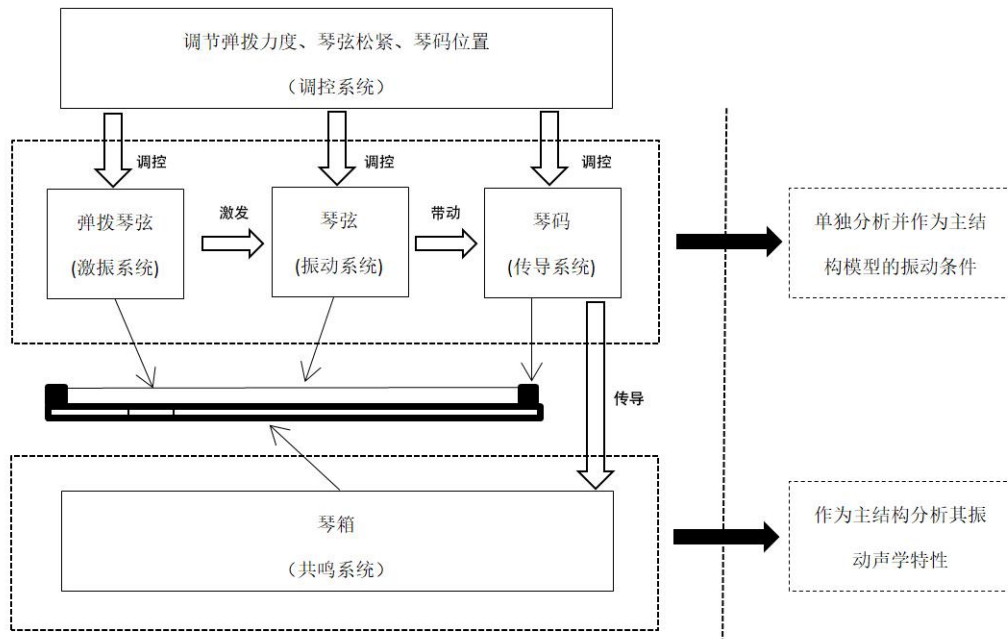 调节弹拨力度、琴弦松紧、琴码位置
（调控系统）
调控
调控
调控
弹拨琴弦
(激振系统)
激发
琴弦
(振动系统)
带动
琴码
(传导系统)
单独分析并作为主结
构模型的振动条件
传导
琴箱
（共鸣系统）
作为主结构分析其振
动声学特性